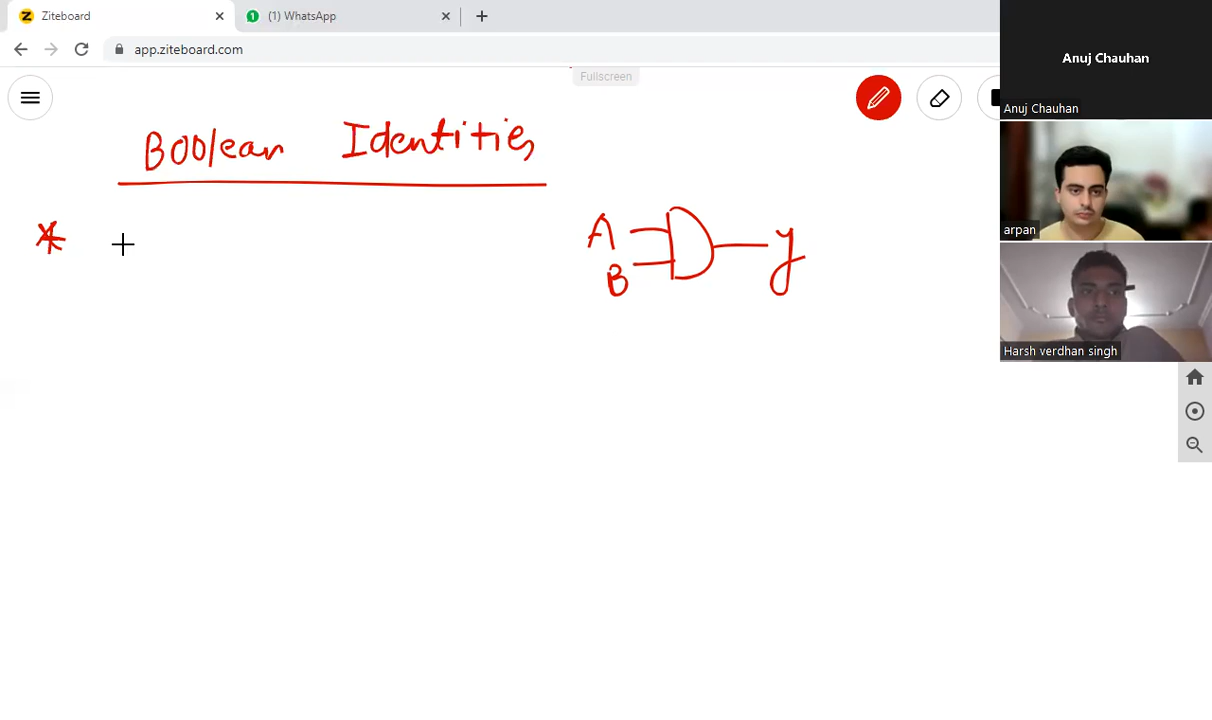 Ziteboard
(1) WhatsApp
app.ziteboard.com
Fullscreen
Boolean Identities
*
A
B
y
Anuj Chauhan
Anuj Chauhan
arpan
Harsh verdhan singh